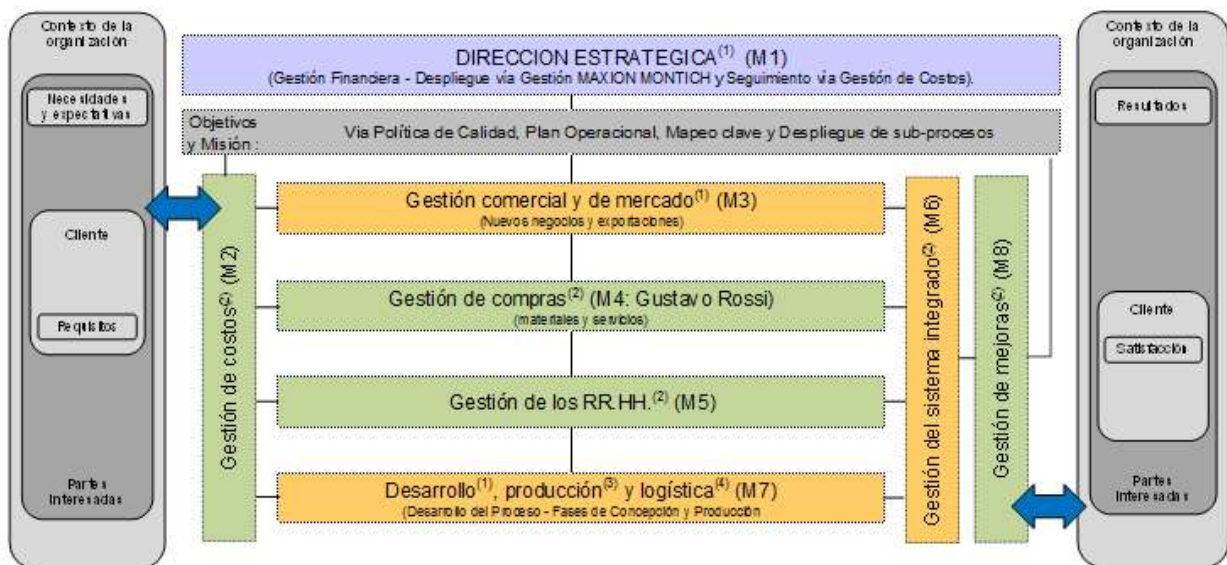 Contexto de la
organización
Necesidades
y expectativas
Cliente
Requisitos
Partes
Interesadas
DIRECCION ESTRATEGICA(1) (M1)
(Gestión Financiera - Despliegue vía Gestión MAXION MONTICH y Seguimiento vía Gestión de Costos).
Objetivos
y Misión :
Via Política de Calidad, Plan Operacional, Mapeo clave y Despliegue de sub-procesos
Gestión de costos(2) (M2)
Gestión comercial y de mercado(1) (M3)
(Nuevos negocios y exportaciones)
Gestión de compras(2) (M4: Gustavo Rossi)
(materiales y servicios)
Gestión de los RR.HH.(2) (M5)
Desarrollo(1), producción(3) y logística(4) (M7)
(Desarrollo del Proceso - Fases de Concepción y Producción
Gestión del sistema integrado(2) (M6)
Gestión de mejoras(2) (M8)
Contexto de la
organización
Resultados
Cliente
Satisfacción
Partes
Interesadas